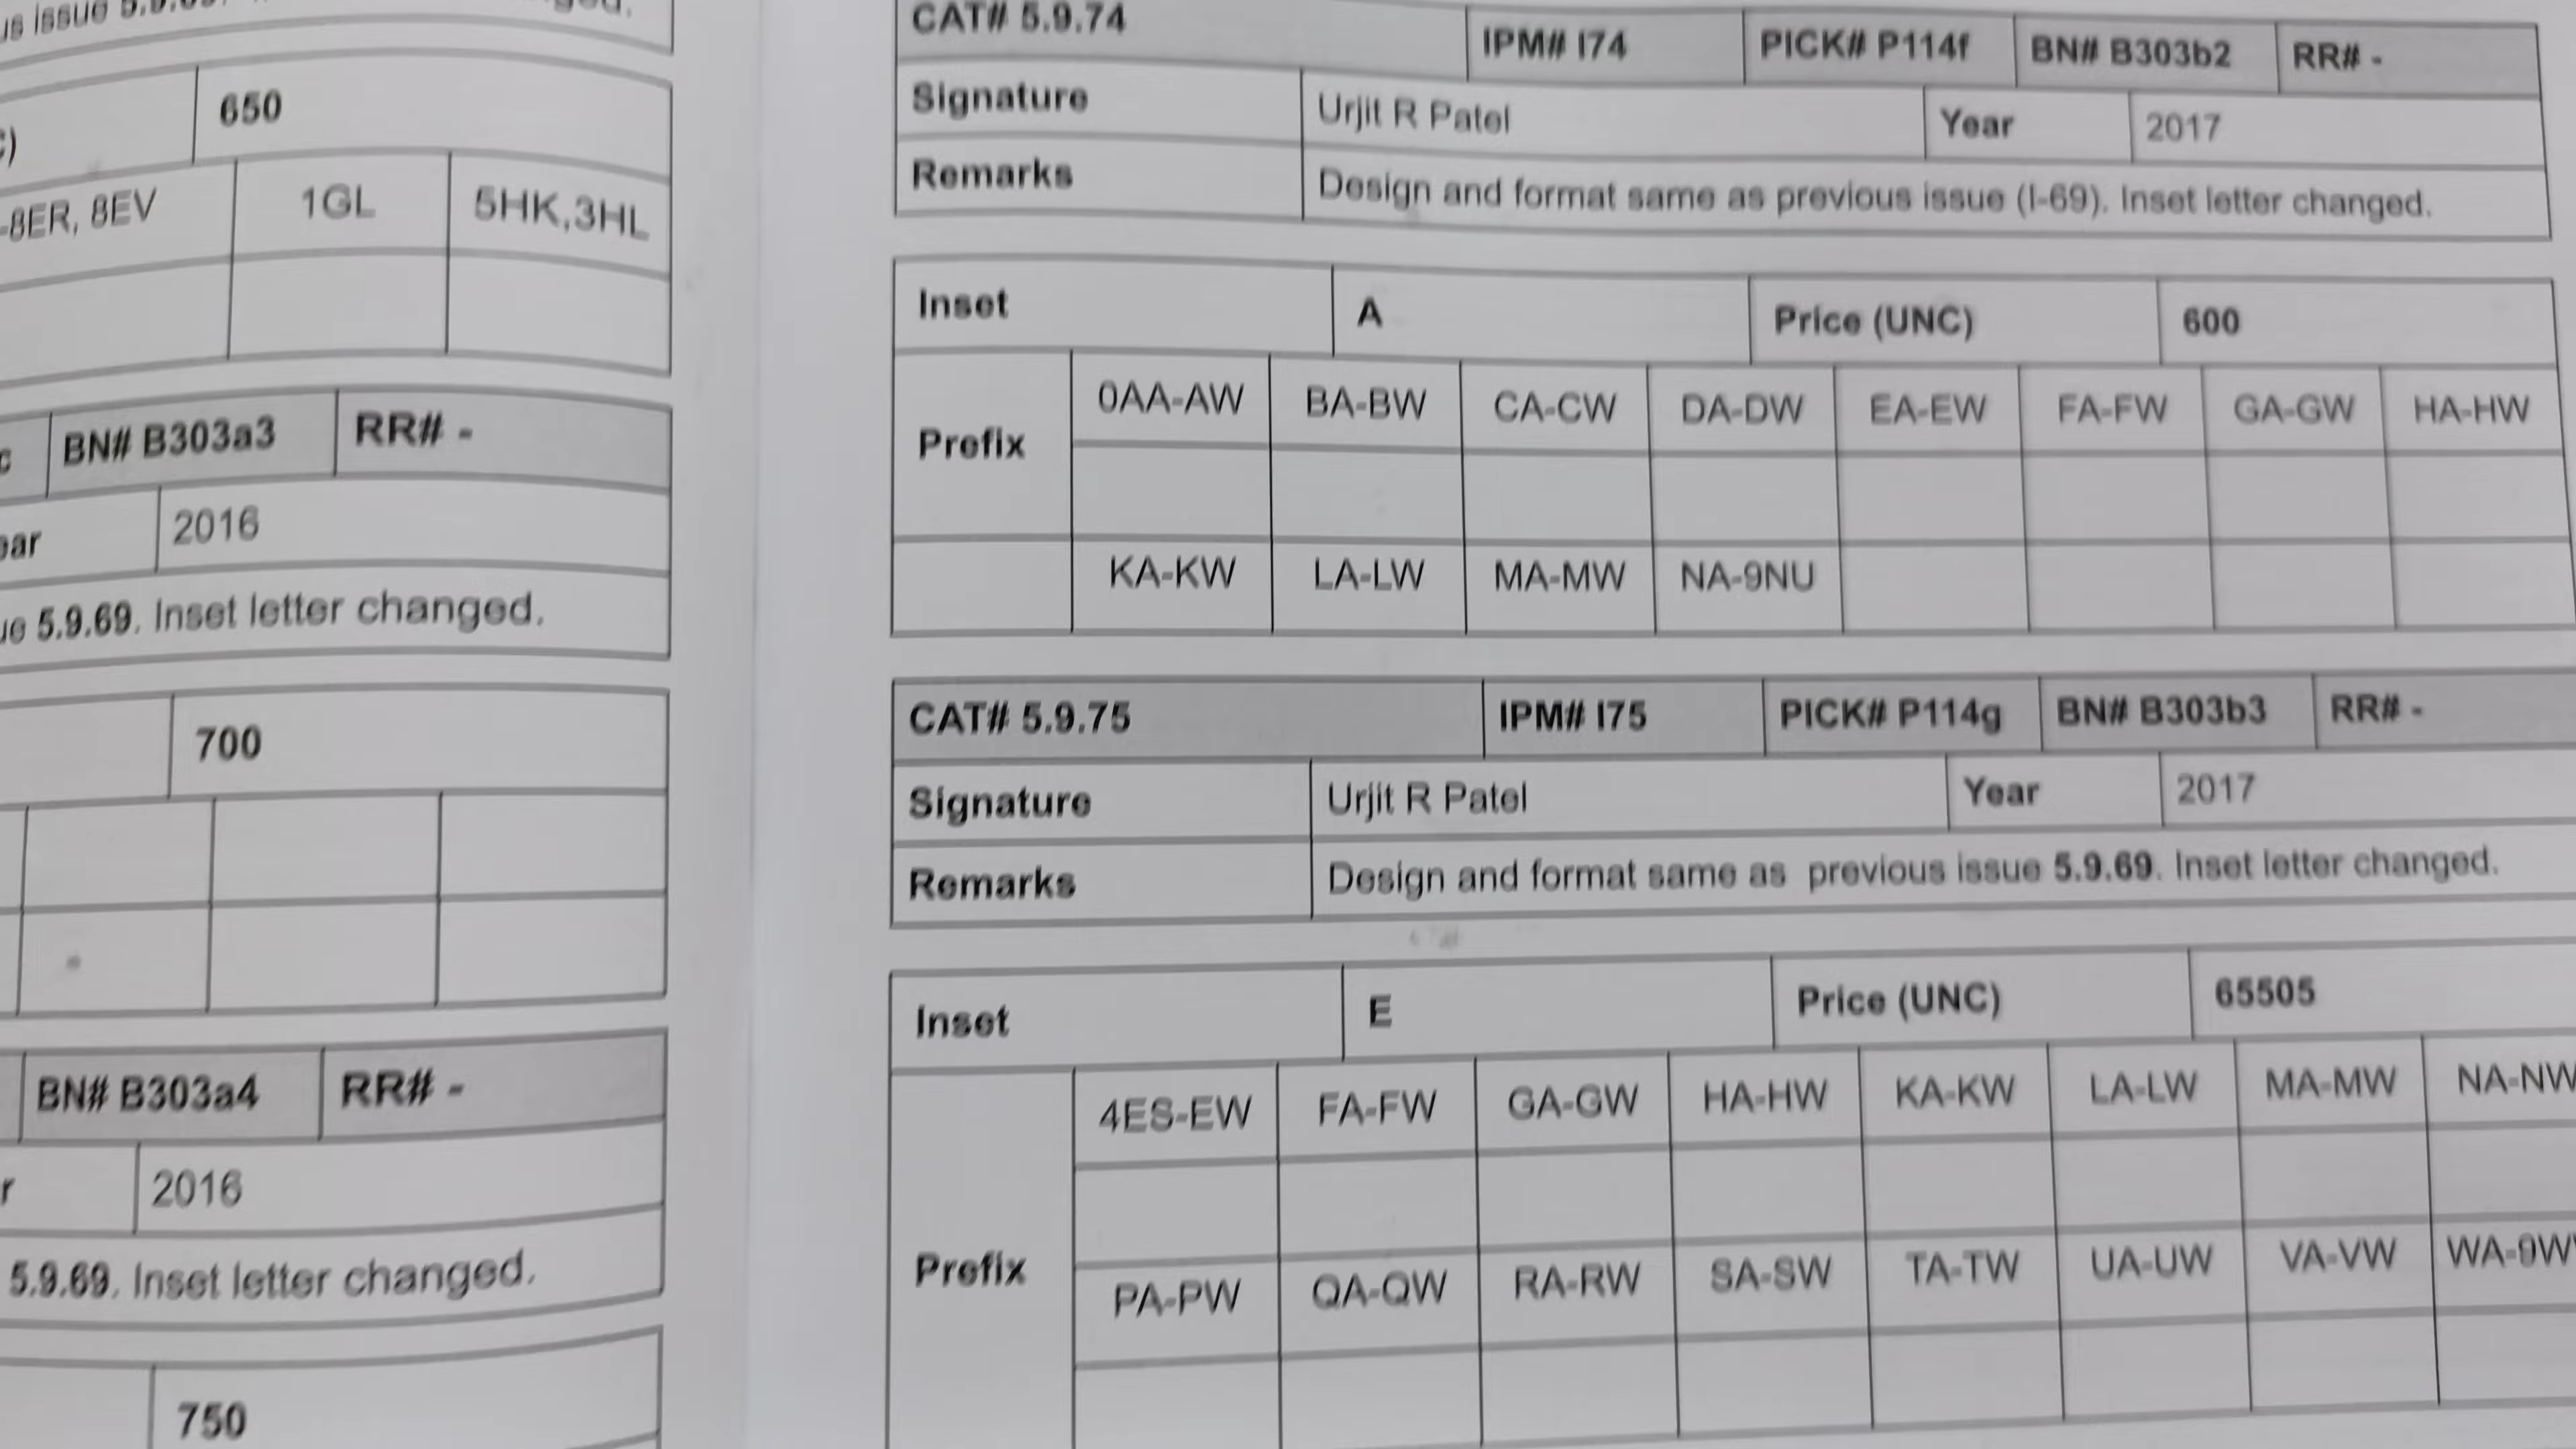 650
8ER, 8EV 1GL 5HK,3HL
BN# B303a3 RR# -
2016
5.9.69. Inset letter changed.
700
BN# B303a4 RR# -
2016
5.9.69. Inset letter changed.
750
CAT# 5.9.74 IPM# I74 PICK# P114f BN# B303b2 RR# -
Signature Urjit R Patel Year 2017
Remarks Design and format same as previous issue (I-69). Inset letter changed.
Inset A Price (UNC) 600
Prefix 0AA-AW BA-BW CA-CW DA-DW EA-EW FA-FW GA-GW HA-HW
KA-KW LA-LW MA-MW NA-9NU
CAT# 5.9.75 IPM# I75 PICK# P114g BN# B303b3 RR# -
Signature Urjit R Patel Year 2017
Remarks Design and format same as previous issue 5.9.69. Inset letter changed.
Inset E Price (UNC) 65505
4ES-EW FA-FW GA-GW HA-HW KA-KW LA-LW MA-MW NA-NW
Prefix PA-PW QA-QW RA-RW SA-SW TA-TW UA-UW VA-VW